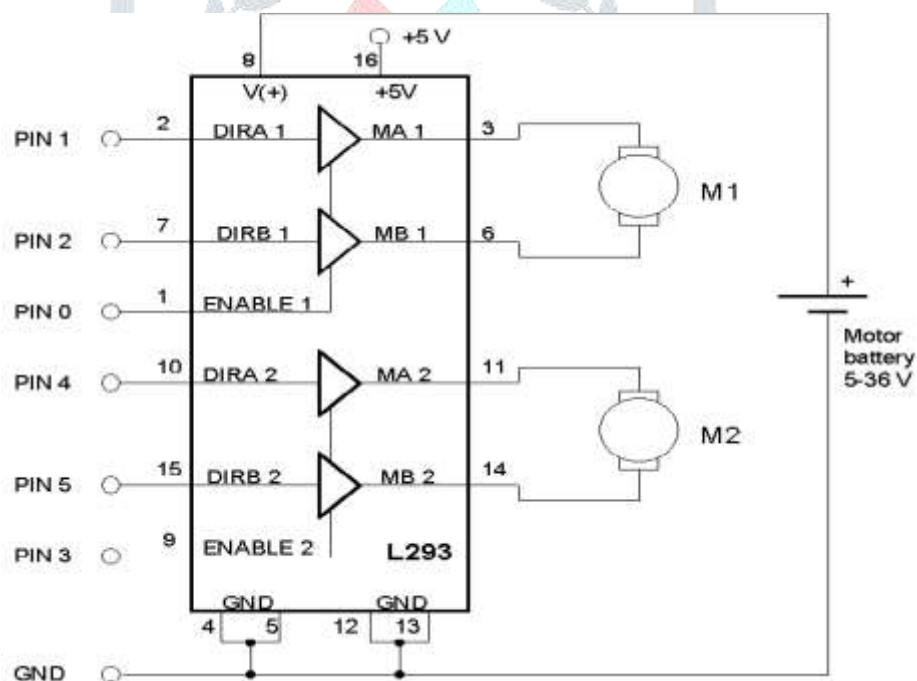 +5 V
8
16
V(+)
+5V
PIN 1
2
DIRA 1
MA 1
3
M1
PIN 2
7
DIRB 1
MB 1
6
PIN 0
1
ENABLE 1
+
Motor
battery
5-36 V
PIN 4
10
DIRA 2
MA 2
11
M2
PIN 5
15
DIRB 2
MB 2
14
PIN 3
9
ENABLE 2
L293
GND
GND
4
5
12
13
GND